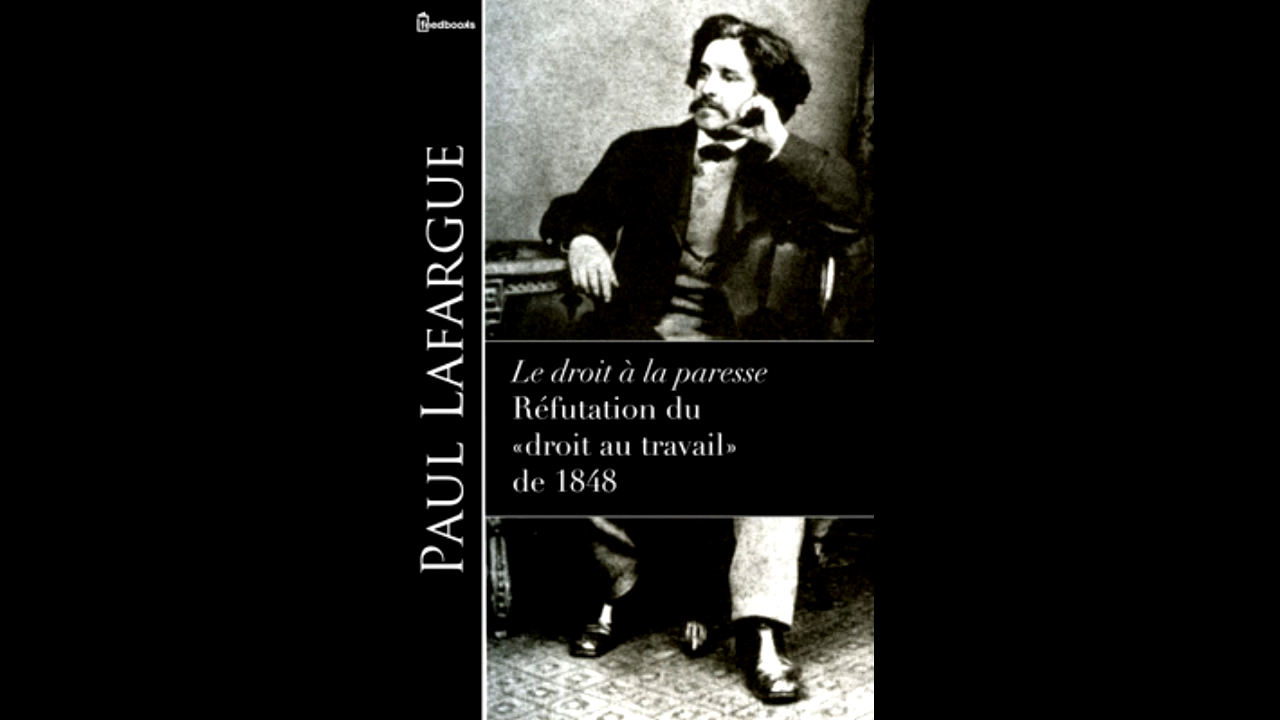 feedbooks
PAUL LAFARGUE
Le droit à la paresse
Réfutation du
«droit au travail»
de 1848